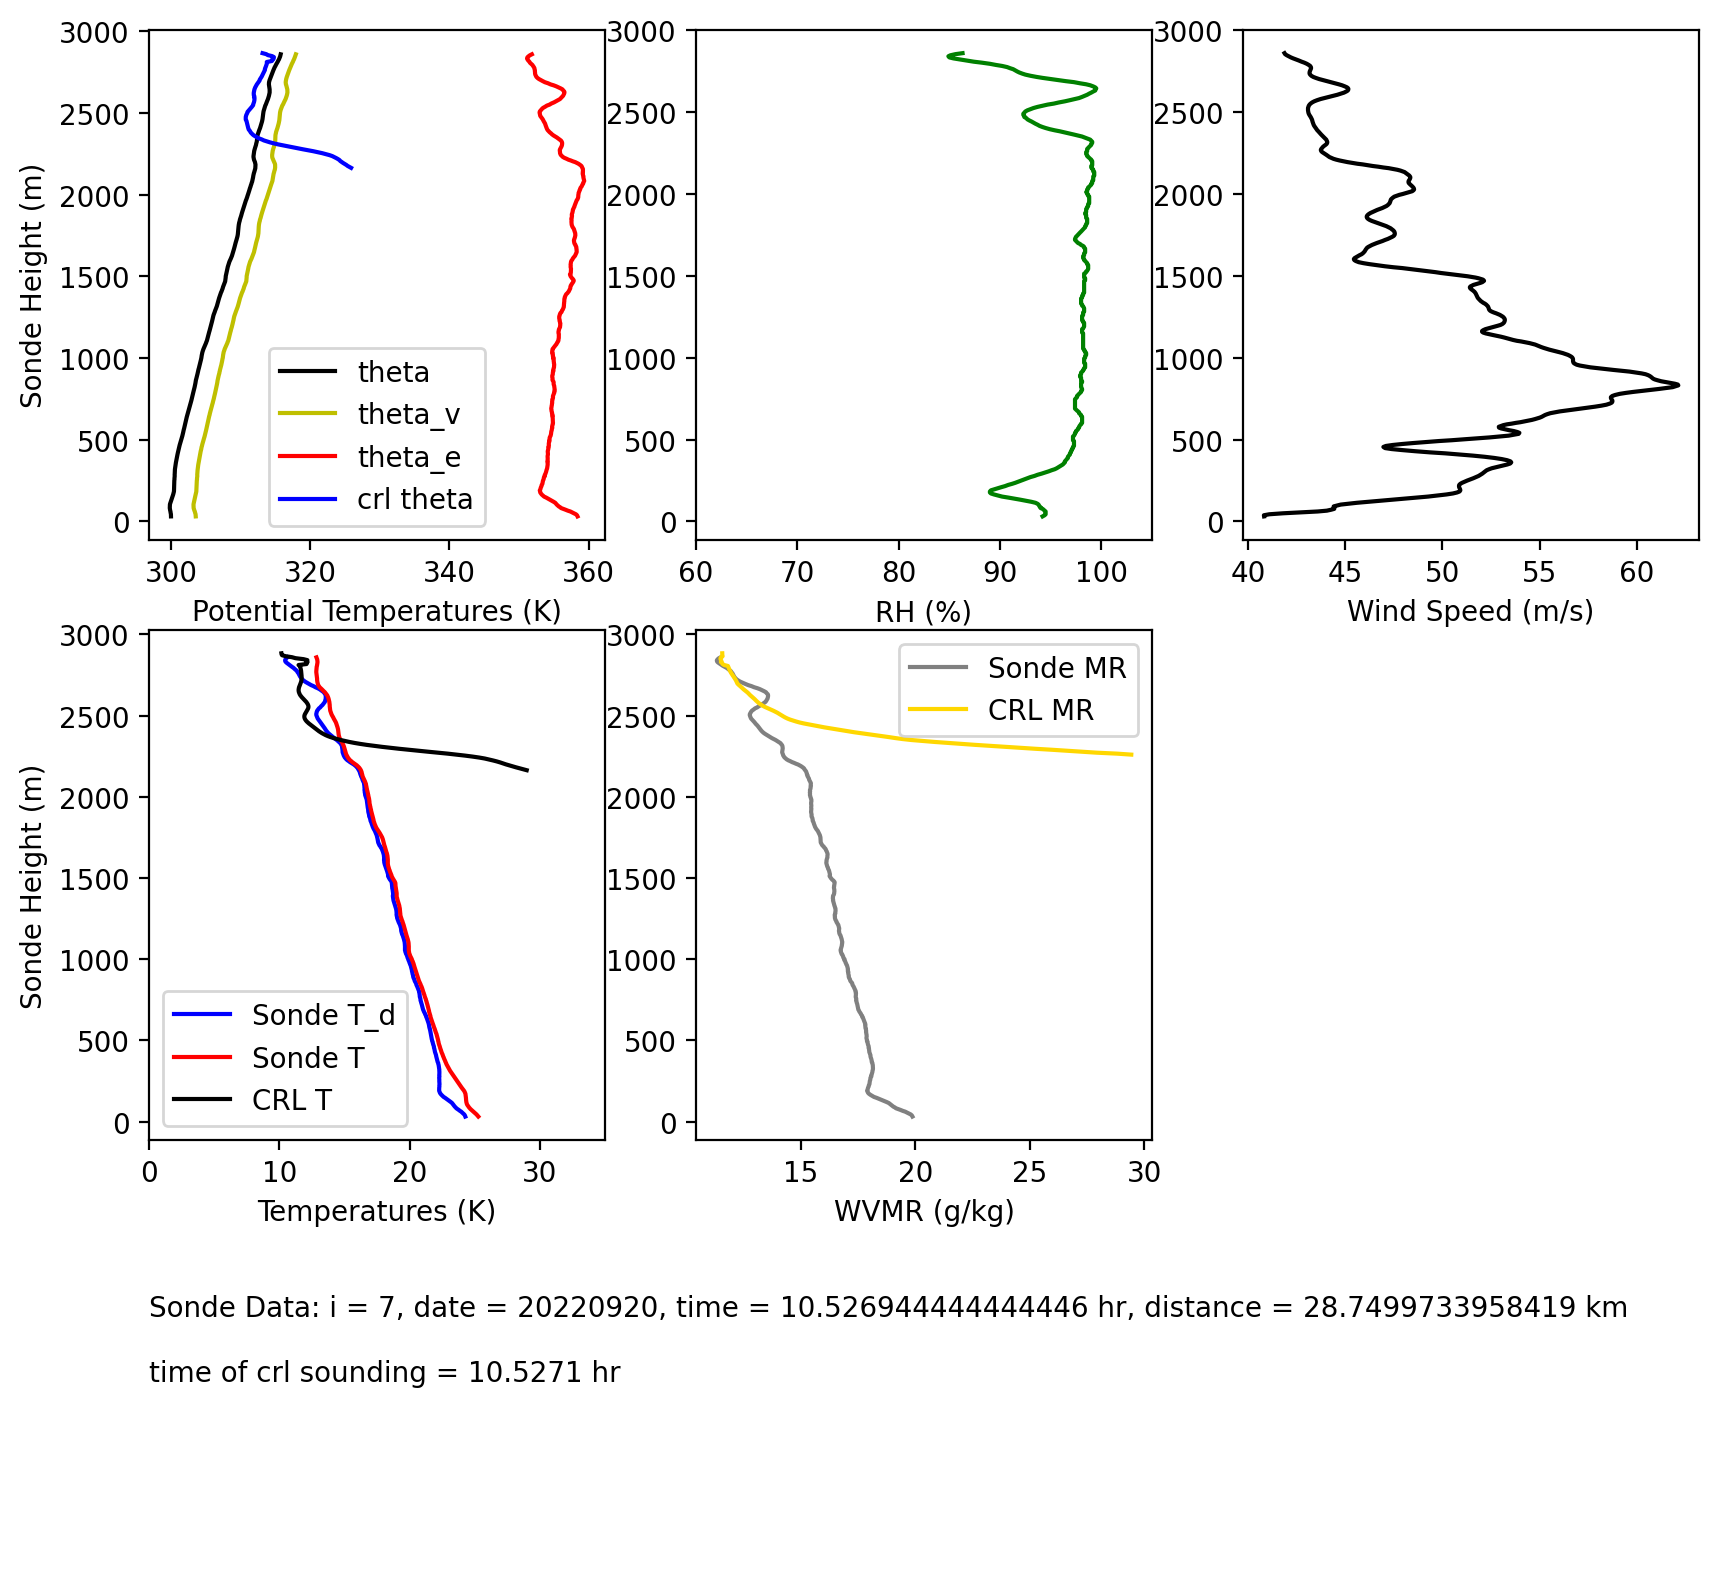 3000
2500
2000
1500
1000
500
0
Sonde Height (m)
300 320 340 360
Potential Temperatures (K)
theta
theta_v
theta_e
crl theta
3000
2500
2000
1500
1000
500
0
60 70 80 90 100
RH (%)
3000
2500
2000
1500
1000
500
0
40 45 50 55 60
Wind Speed (m/s)
3000
2500
2000
1500
1000
500
0
Sonde Height (m)
0 10 20 30
Temperatures (K)
Sonde T_d
Sonde T
CRL T
3000
2500
2000
1500
1000
500
0
15 20 25 30
WVMR (g/kg)
Sonde MR
CRL MR
Sonde Data: i = 7, date = 20220920, time = 10.526944444444446 hr, distance = 28.7499733958419 km
time of crl sounding = 10.5271 hr